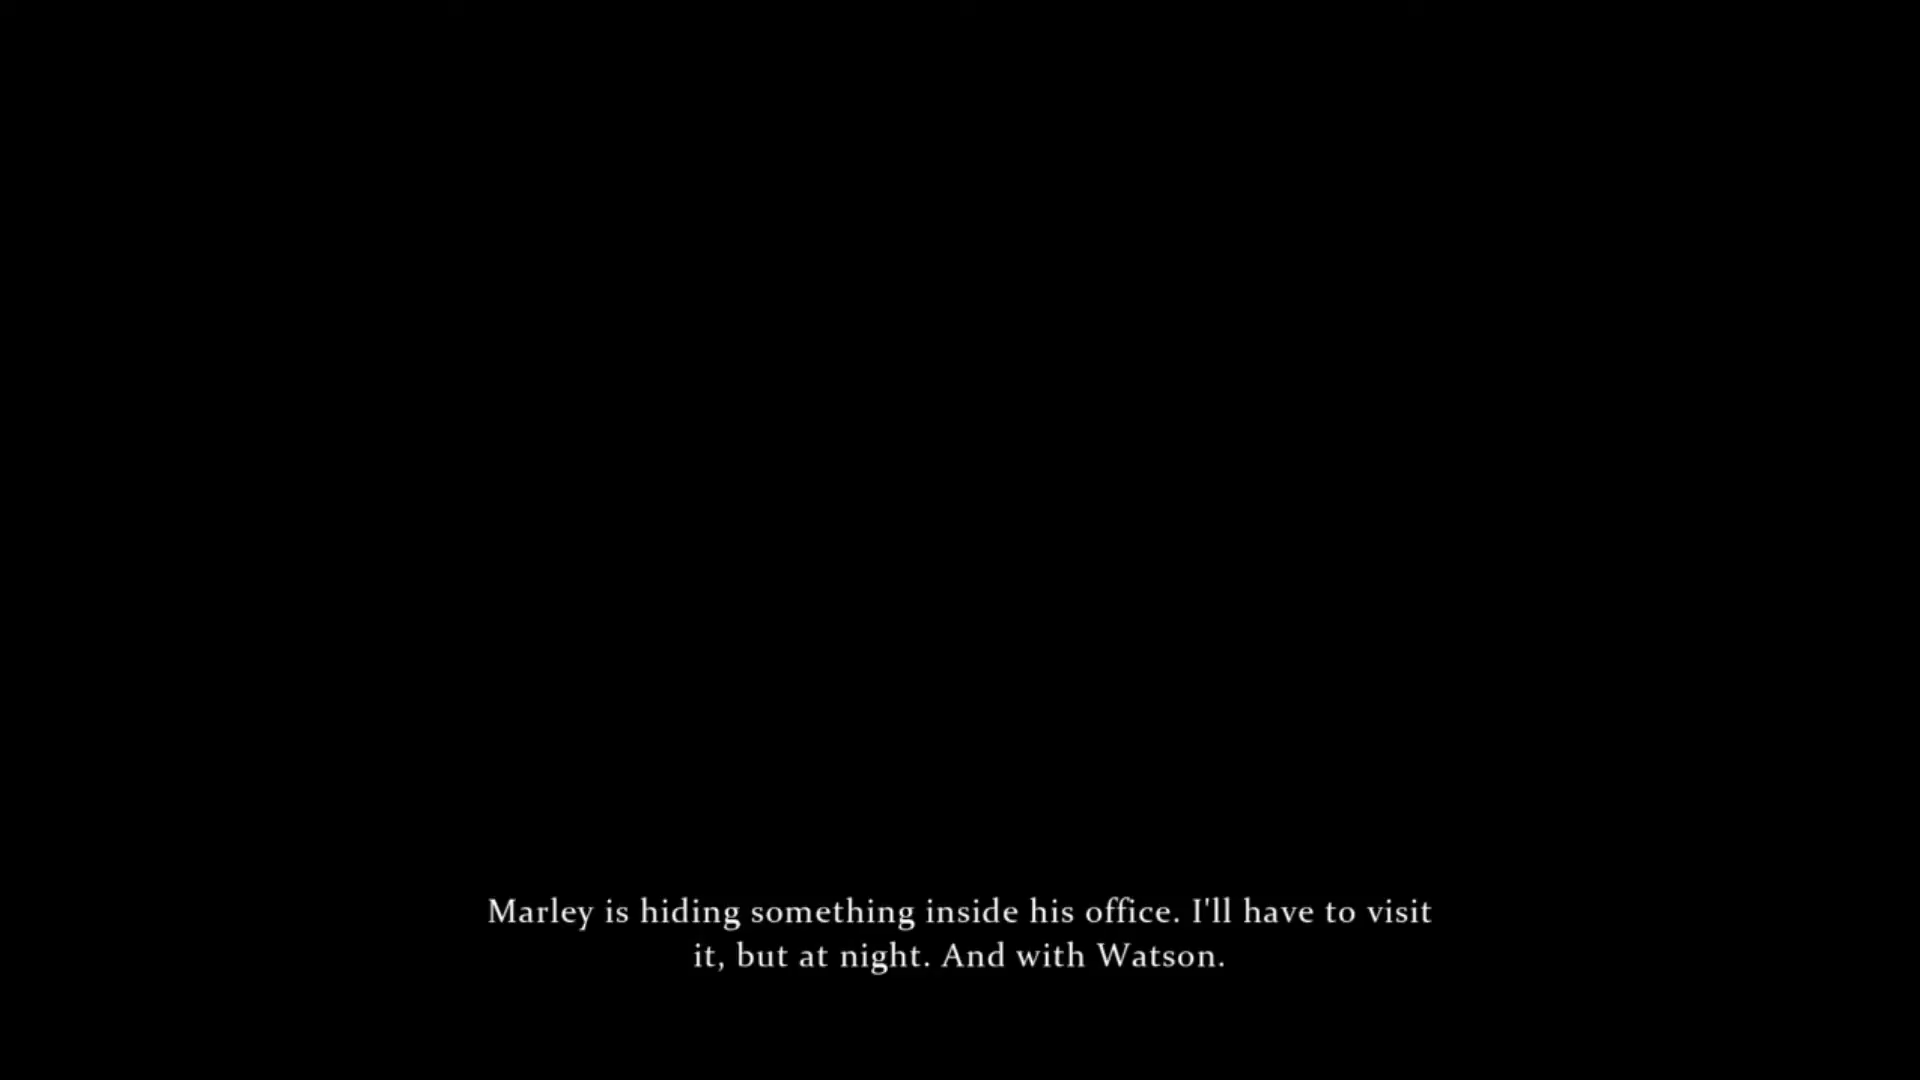 Marley is hiding something inside his office. I'll have to visit
it, but at night. And with Watson.